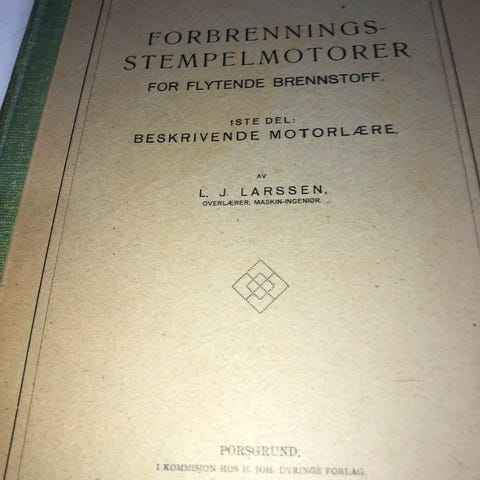 FORBRENNINGS-
STEMPELMOTORER
FOR FLYTENDE BRENNSTOFF.
1STE DEL:
BESKRIVENDE MOTORLÆRE.
AV
L. J. LARSSEN,
OVERLÆRER, MASKIN-INGENIØR.
PORSGRUND.
I KOMMISJON HOS H. JOH. DYRINGS FORLAG.